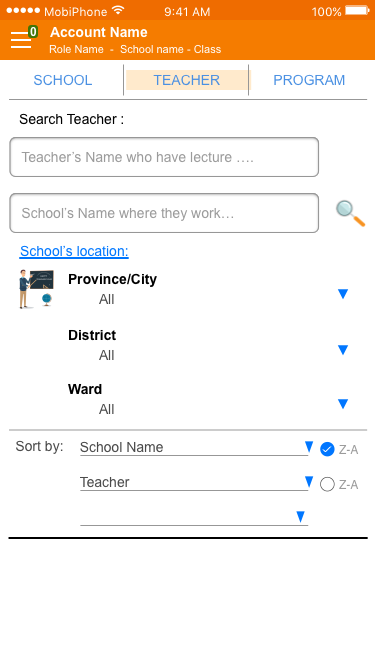 MobiPhone 9:41 AM 100%
0 Account Name
Role Name - School name - Class
SCHOOL TEACHER PROGRAM
Search Teacher :
Teacher's Name who have lecture ….
School's Name where they work…
School's location:
Province/City
All
District
All
Ward
All
Sort by: School Name Z-A
Teacher Z-A